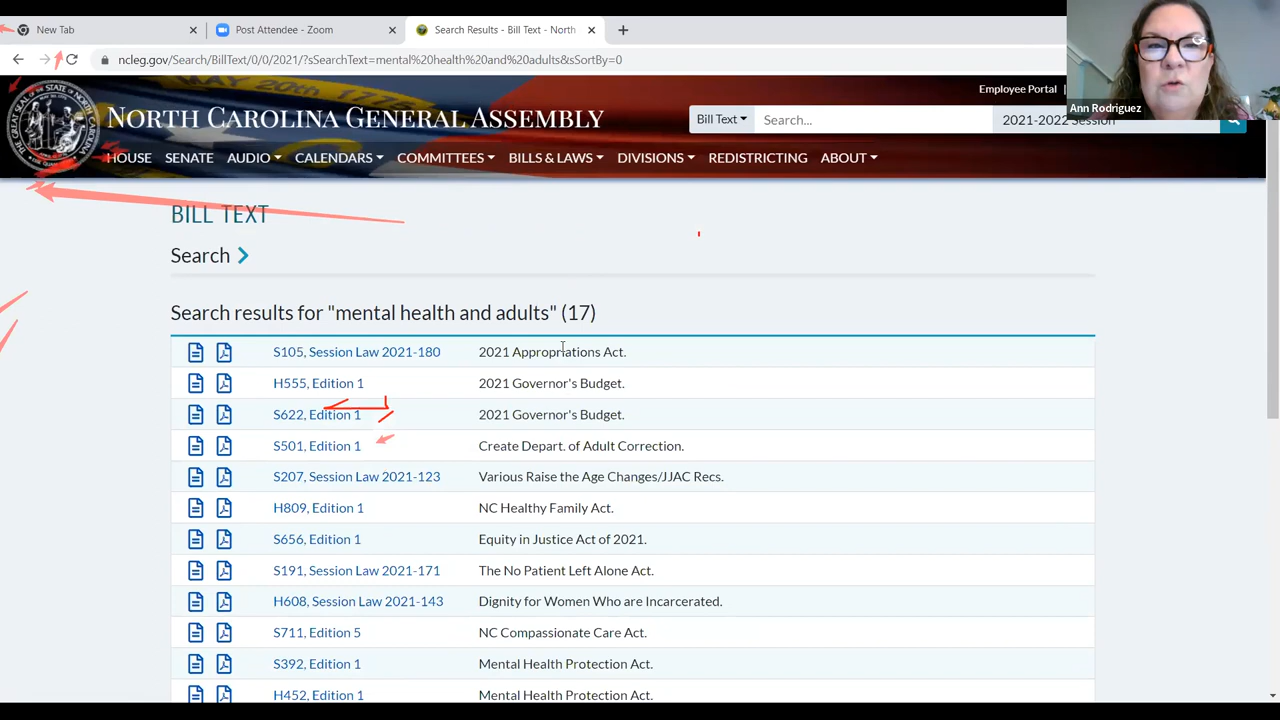 New Tab
Post Attendee - Zoom
Search Results - Bill Text - North
ncleg.gov/Search/BillText/0/0/2021/?sSearchText=mental%20health%20and%20adults&sSortBy=0
Ann Rodriguez
Employee Portal
MAY 20TH 1775
NORTH CAROLINA GENERAL ASSEMBLY
Bill Text
Search...
2021-2022 Session
HOUSE SENATE AUDIO CALENDARS COMMITTEES BILLS & LAWS DIVISIONS REDISTRICTING ABOUT
BILL TEXT
Search
Search results for "mental health and adults" (17)
S105, Session Law 2021-180 2021 Appropriations Act.
H555, Edition 1 2021 Governor's Budget.
S622, Edition 1 2021 Governor's Budget.
S501, Edition 1 Create Depart. of Adult Correction.
S207, Session Law 2021-123 Various Raise the Age Changes/JJAC Recs.
H809, Edition 1 NC Healthy Family Act.
S656, Edition 1 Equity in Justice Act of 2021.
S191, Session Law 2021-171 The No Patient Left Alone Act.
H608, Session Law 2021-143 Dignity for Women Who are Incarcerated.
S711, Edition 5 NC Compassionate Care Act.
S392, Edition 1 Mental Health Protection Act.
H452, Edition 1 Mental Health Protection Act.